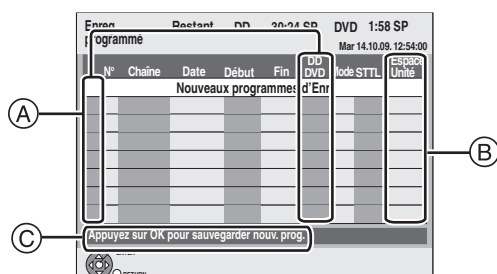 Enreg. Restant DD 30:24 SP DVD 1:58 SP
programmé Mar 14.10.09. 12:54:00
N° Chaîne Date Début Fin DD DVD Mode STTL Espace Unité
Nouveaux programmes d'Enr
A
B
C
Appuyez sur OK pour sauvegarder nouv. prog.
RETURN